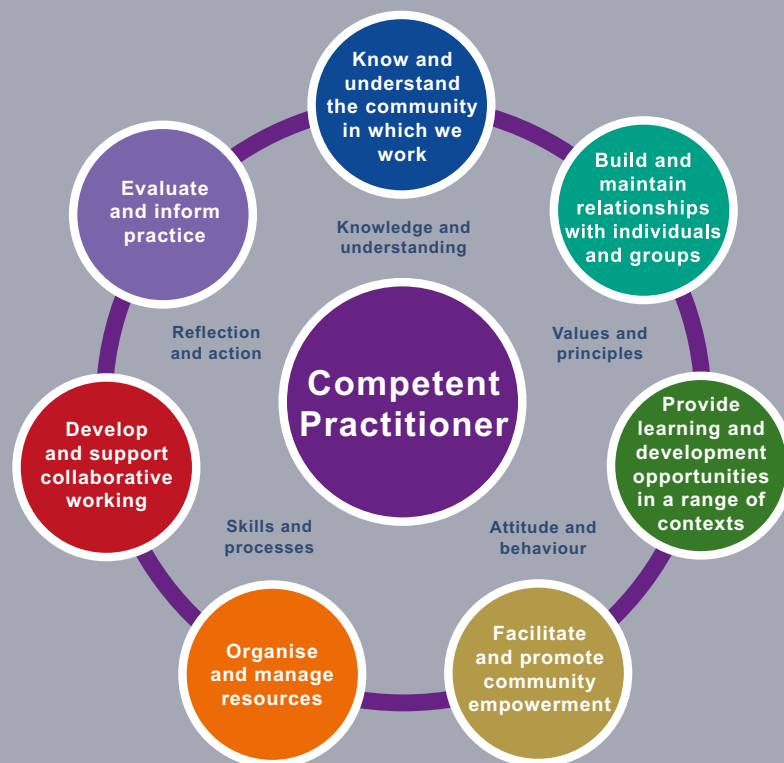 Know and
understand
the community
in which we
work
Build and
maintain
relationships
with individuals
and groups
Provide
learning and
development
opportunities
in a range of
contexts
Facilitate
and promote
community
empowerment
Organise
and manage
resources
Develop
and support
collaborative
working
Evaluate
and inform
practice
Knowledge and
understanding
Values and
principles
Attitude and
behaviour
Skills and
processes
Reflection
and action
Competent
Practitioner